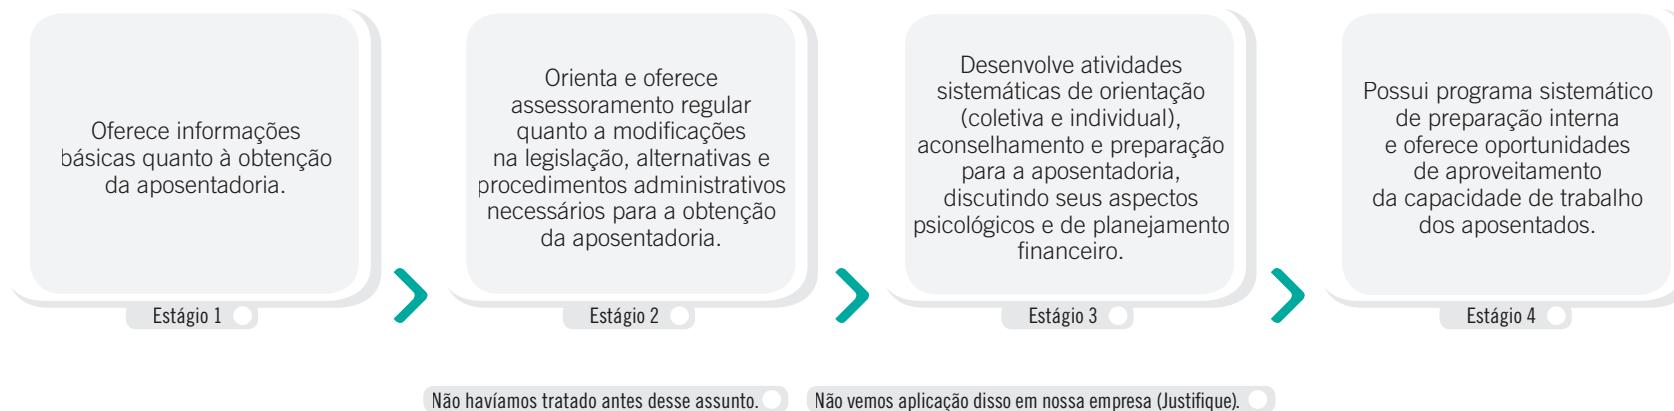 Oferece informações
básicas quanto à obtenção
da aposentadoria.
Estágio 1
Orienta e oferece
assessoramento regular
quanto a modificações
na legislação, alternativas e
procedimentos administrativos
necessários para a obtenção
da aposentadoria.
Estágio 2
Desenvolve atividades
sistemáticas de orientação
(coletiva e individual),
aconselhamento e preparação
para a aposentadoria,
discutindo seus aspectos
psicológicos e de planejamento
financeiro.
Estágio 3
Possui programa sistemático
de preparação interna
e oferece oportunidades
de aproveitamento
da capacidade de trabalho
dos aposentados.
Estágio 4
Não havíamos tratado antes desse assunto.
Não vemos aplicação disso em nossa empresa (Justifique).